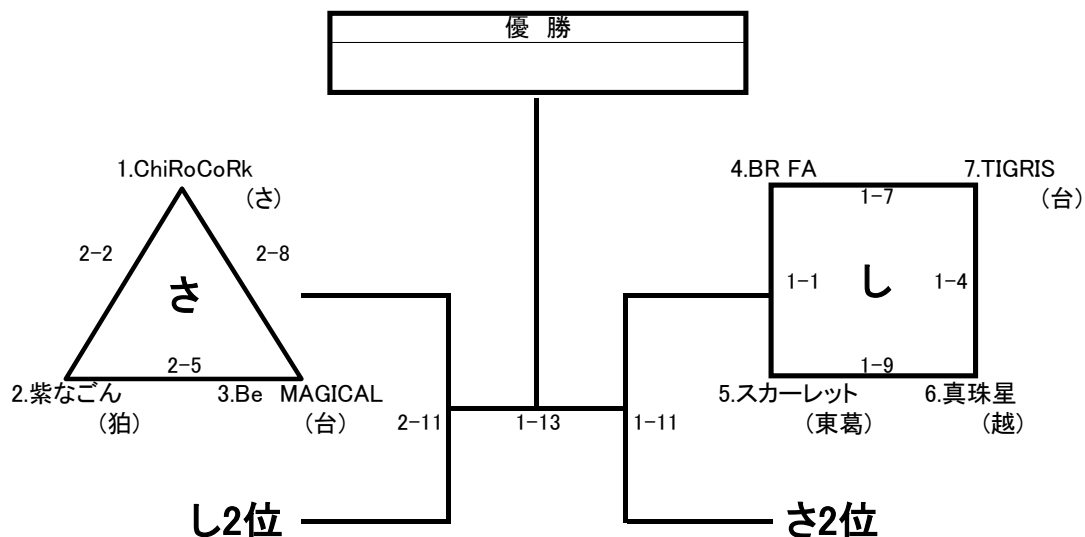 優 勝
1.ChiRoCoRk
(さ)
4.BR FA
7.TIGRIS
(台)
1-7
2-2
2-8
さ
1-1
し
1-4
2-5
1-9
2.紫なごん
(狛)
3.Be MAGICAL
(台)
5.スカーレット
(東葛)
6.真珠星
(越)
2-11
1-13
1-11
し2位
さ2位